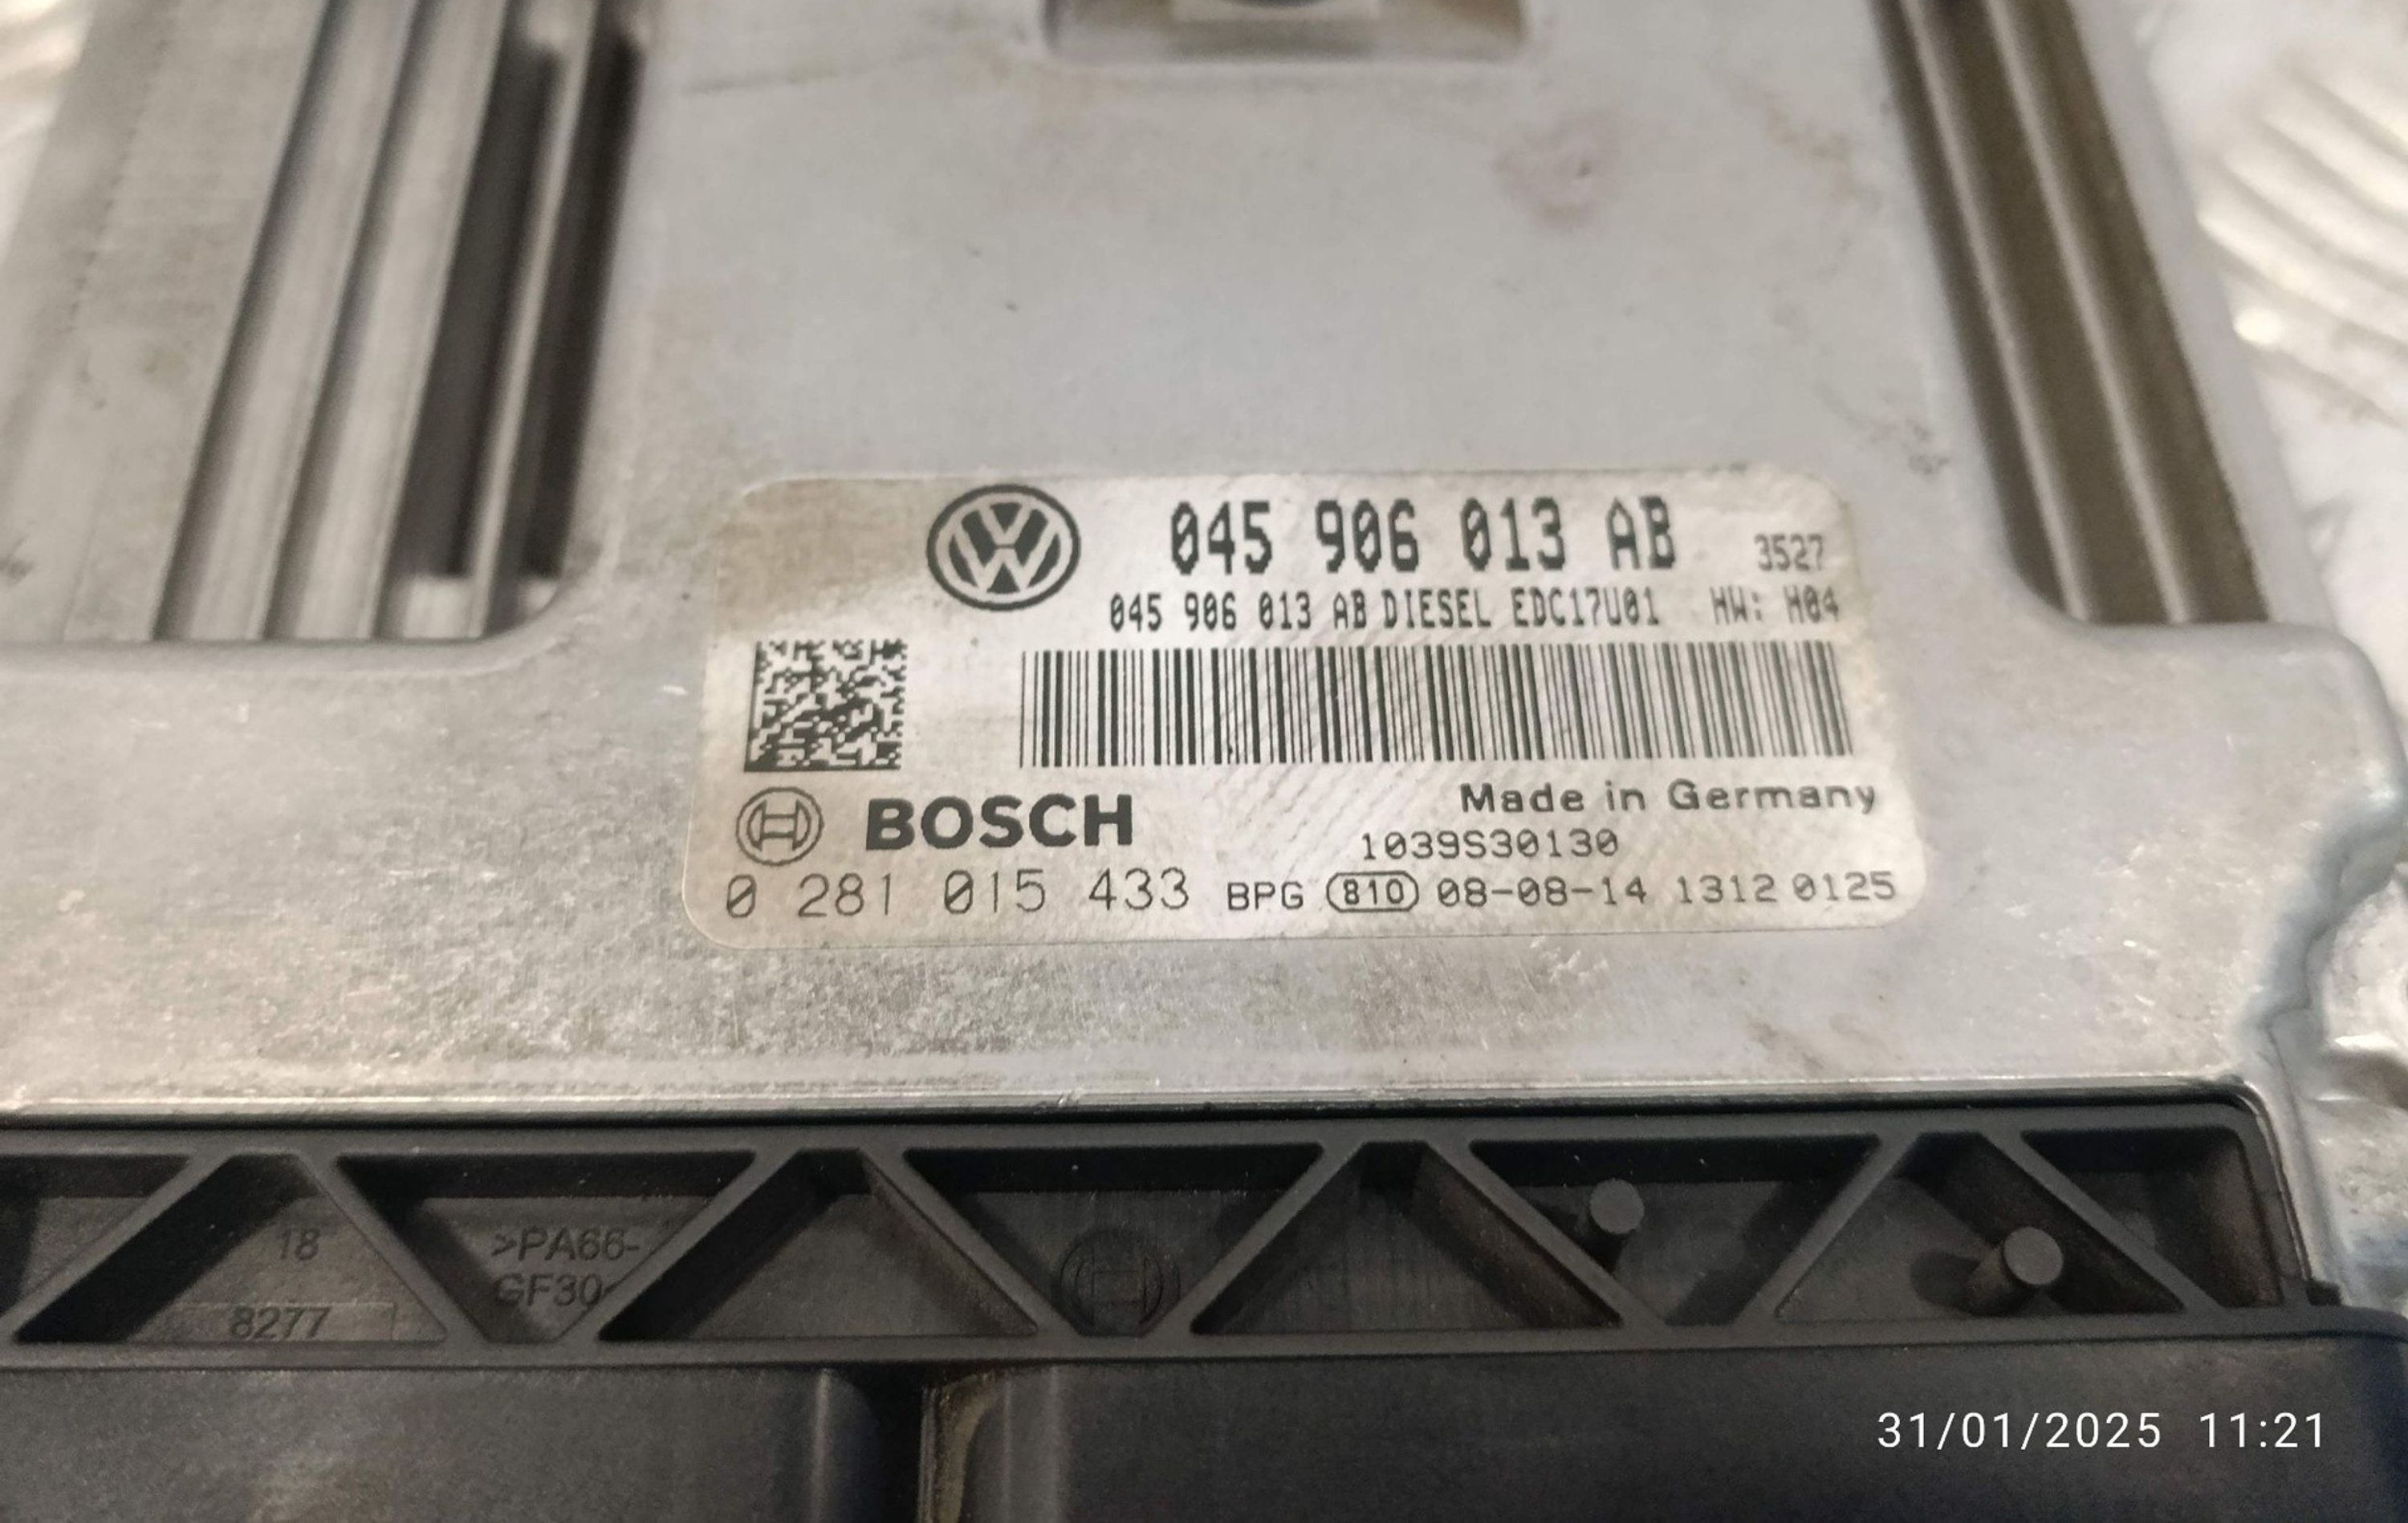 045 906 013 AB 3527
045 906 013 AB DIESEL EDC17U01 HW: H04
BOSCH Made in Germany
1039S30130
0 281 015 433 BPG 810 08-08-14 1312 0125
18 >PA66-
8277 GF30
31/01/2025 11:21